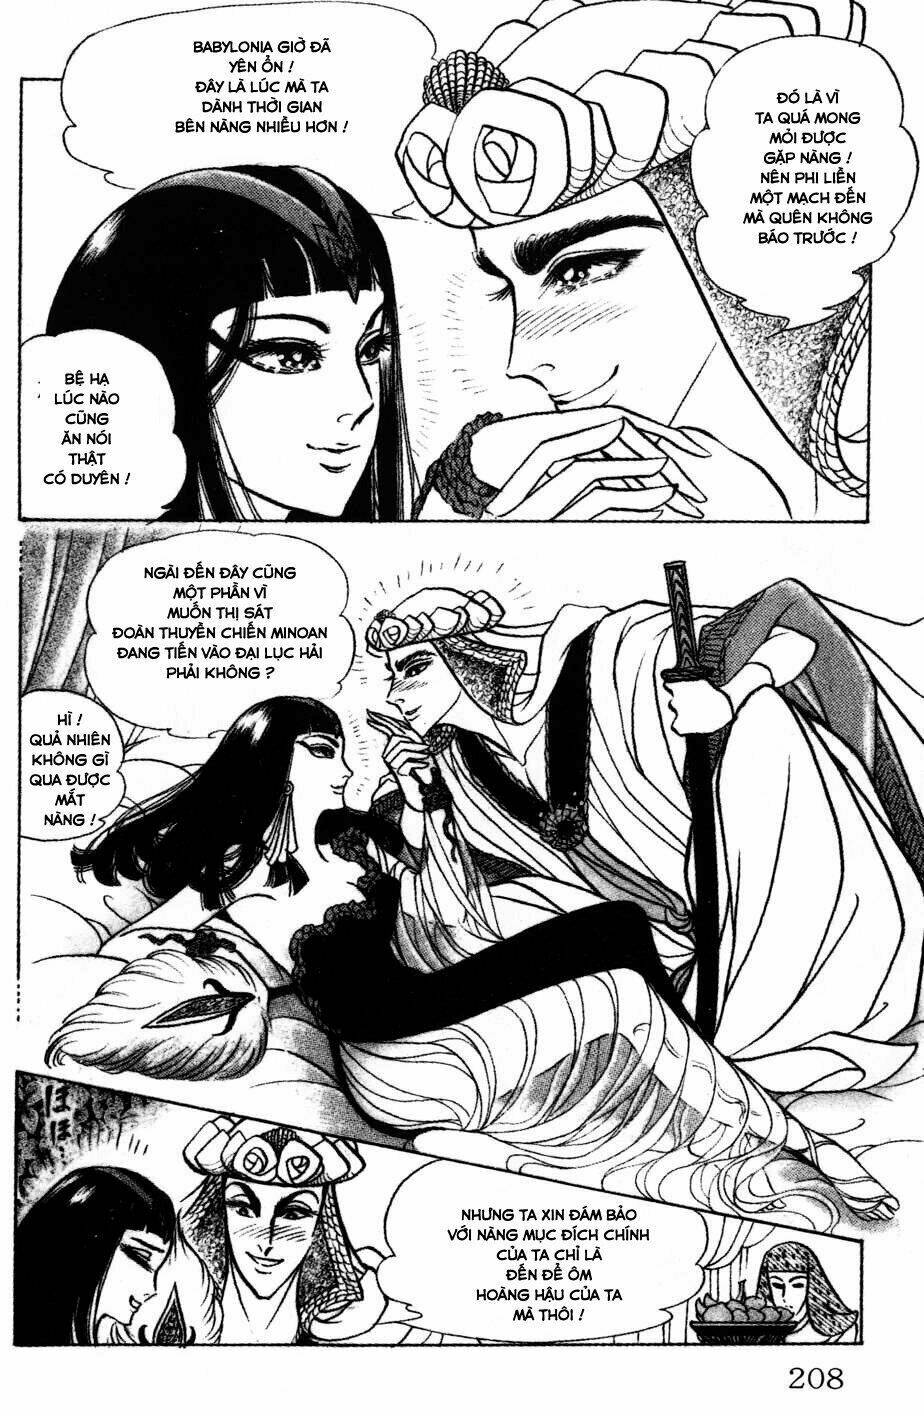 ĐÓ LÀ VÌ
TA QUÁ MONG
MỎI ĐƯỢC
GẶP NÀNG !
NÊN PHI LIỀN
MỘT MẠCH ĐẾN
MÀ QUÊN KHÔNG
BÁO TRƯỚC !
BABYLONIA GIỜ ĐÃ
YÊN ỔN !
ĐÂY LÀ LÚC MÀ TA
DÀNH THỜI GIAN
BÊN NÀNG NHIỀU HƠN !
BỆ HẠ
LÚC NÀO
CŨNG
ĂN NÓI
THẬT
CÓ DUYÊN !
NGÀI ĐẾN ĐÂY CŨNG
MỘT PHẦN VÌ
MUỐN THỊ SÁT
ĐOÀN THUYỀN CHIẾN MINOAN
ĐANG TIẾN VÀO ĐẠI LỤC HẢI
PHẢI KHÔNG ?
HÌ !
QUẢ NHIÊN
KHÔNG GÌ
QUA ĐƯỢC
MẮT
NÀNG !
ほほ
NHƯNG TA XIN ĐẢM BẢO
VỚI NÀNG MỤC ĐÍCH CHÍNH
CỦA TA CHỈ LÀ
ĐẾN ĐỂ ÔM
HOÀNG HẬU CỦA TA
MÀ THÔI !
208